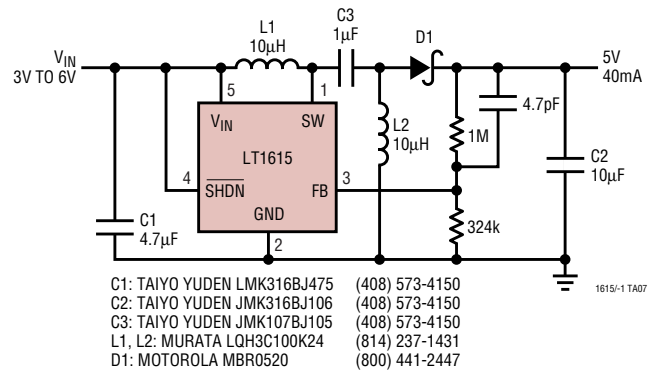 L1
10µH
C3
1µF
D1
VIN
3V TO 6V
5V
40mA
5
1
VIN
SW
LT1615
4
SHDN
FB
3
GND
2
L2
10µH
1M
4.7pF
C2
10µF
324k
C1
4.7µF
1615/-1 TA07
C1: TAIYO YUDEN LMK316BJ475 (408) 573-4150
C2: TAIYO YUDEN JMK316BJ106 (408) 573-4150
C3: TAIYO YUDEN JMK107BJ105 (408) 573-4150
L1, L2: MURATA LQH3C100K24 (814) 237-1431
D1: MOTOROLA MBR0520 (800) 441-2447